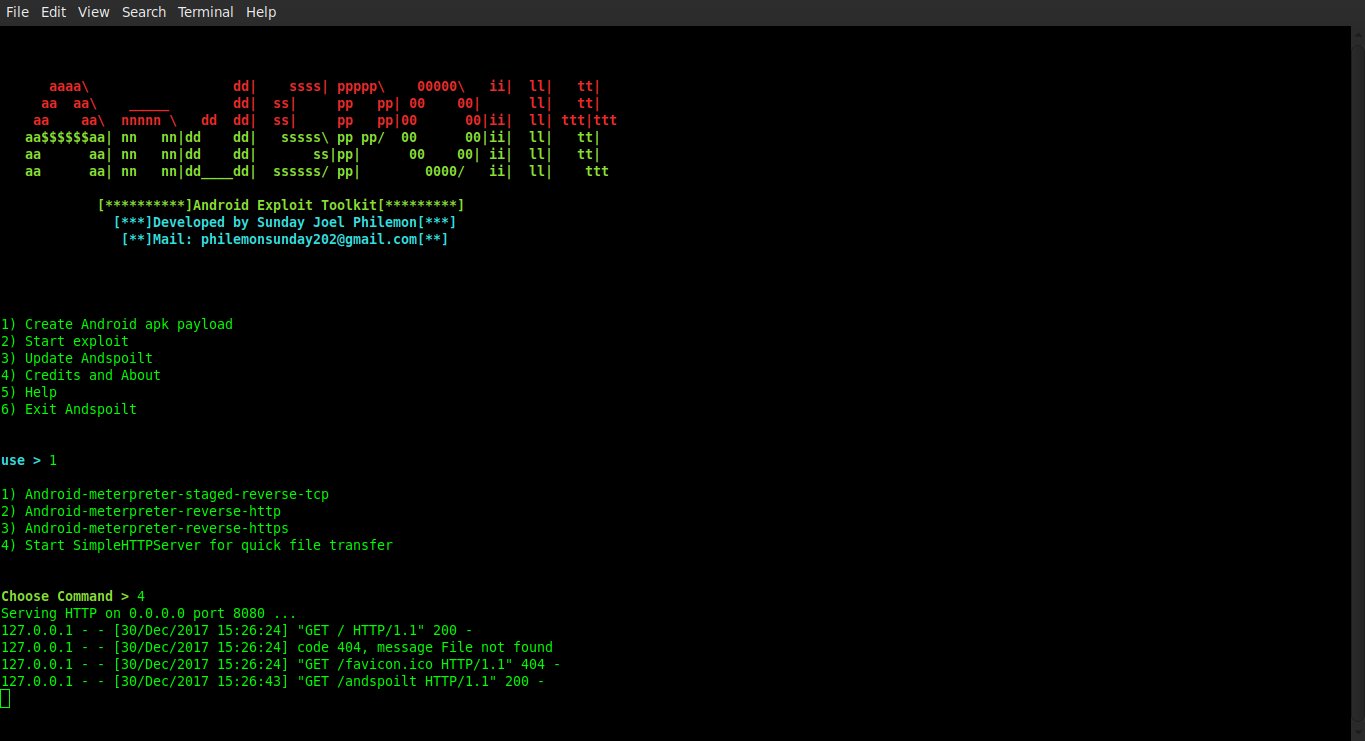 File Edit View Search Terminal Help
      aaaa\                  dd|    ssss| ppppp\    00000\   ii|  ll|   tt|
     aa  aa\    _____        dd|  ss|     pp   pp| 00    00|      ll|   tt|
    aa    aa\  nnnnn \   dd  dd|  ss|     pp   pp|00      00|ii|  ll| ttt|ttt
   aa$$$$$$aa| nn   nn|dd    dd|   sssss\ pp pp/  00      00|ii|  ll|   tt|
   aa      aa| nn   nn|dd    dd|       ss|pp|      00    00| ii|  ll|   tt|
   aa      aa| nn   nn|dd____dd|  ssssss/ pp|        0000/   ii|  ll|    ttt
[**********]Android Exploit Toolkit[*********]
[***]Developed by Sunday Joel Philemon[***]
[**]Mail: philemonsunday202@gmail.com[**]
1) Create Android apk payload
2) Start exploit
3) Update Andspoilt
4) Credits and About
5) Help
6) Exit Andspoilt
use > 1
1) Android-meterpreter-staged-reverse-tcp
2) Android-meterpreter-reverse-http
3) Android-meterpreter-reverse-https
4) Start SimpleHTTPServer for quick file transfer
Choose Command > 4
Serving HTTP on 0.0.0.0 port 8080 ...
127.0.0.1 - - [30/Dec/2017 15:26:24] "GET / HTTP/1.1" 200 -
127.0.0.1 - - [30/Dec/2017 15:26:24] code 404, message File not found
127.0.0.1 - - [30/Dec/2017 15:26:24] "GET /favicon.ico HTTP/1.1" 404 -
127.0.0.1 - - [30/Dec/2017 15:26:43] "GET /andspoilt HTTP/1.1" 200 -